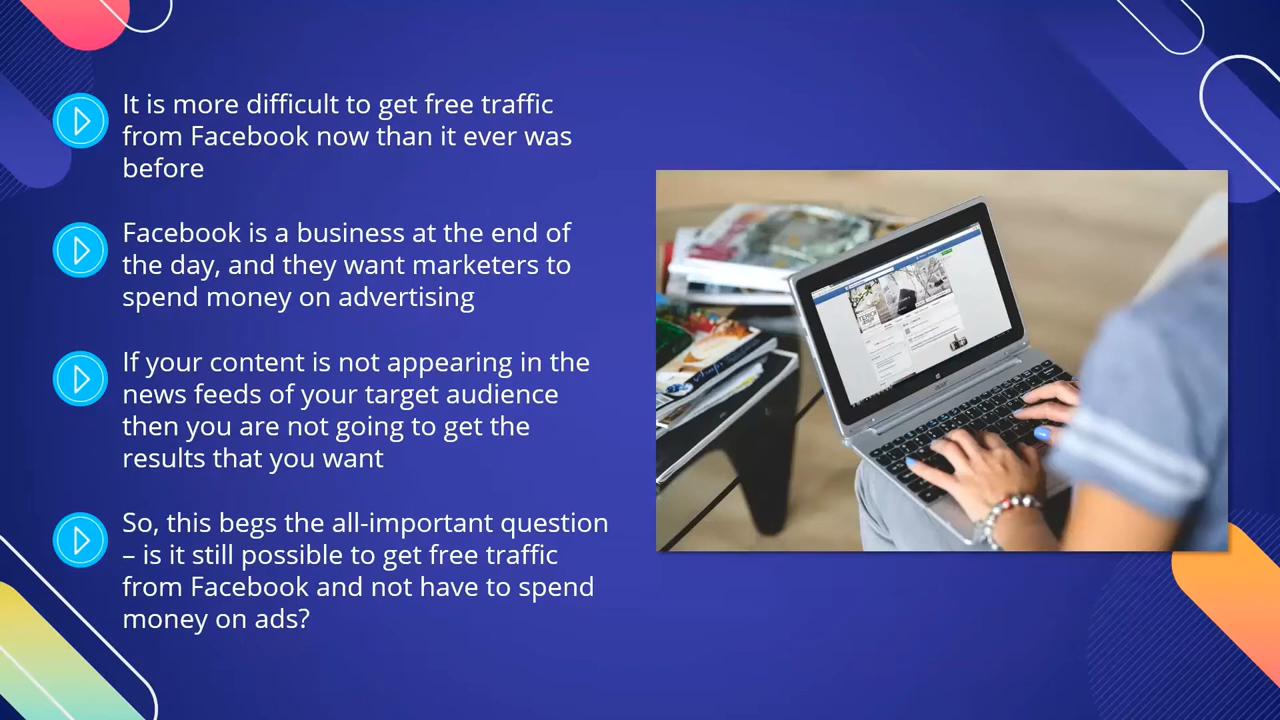 It is more difficult to get free traffic
from Facebook now than it ever was
before
Facebook is a business at the end of
the day, and they want marketers to
spend money on advertising
If your content is not appearing in the
news feeds of your target audience
then you are not going to get the
results that you want
So, this begs the all-important question
– is it still possible to get free traffic
from Facebook and not have to spend
money on ads?
acer